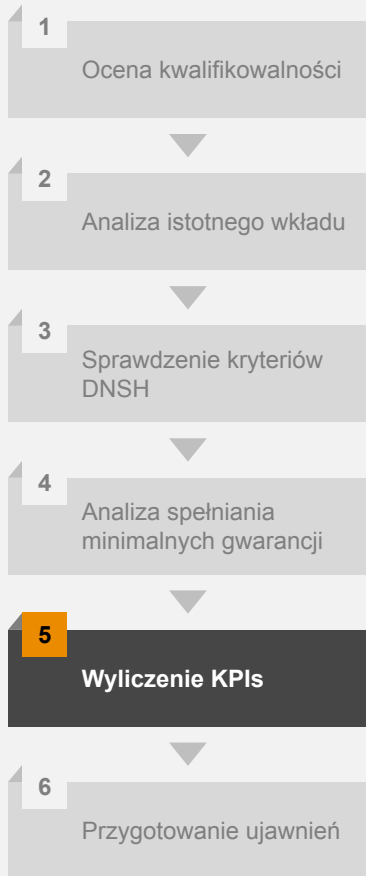 1
Ocena kwalifikowalności
2
Analiza istotnego wkładu
3
Sprawdzenie kryteriów
DNSH
4
Analiza spełniania
minimalnych gwarancji
5
Wyliczenie KPIs
6
Przygotowanie ujawnień